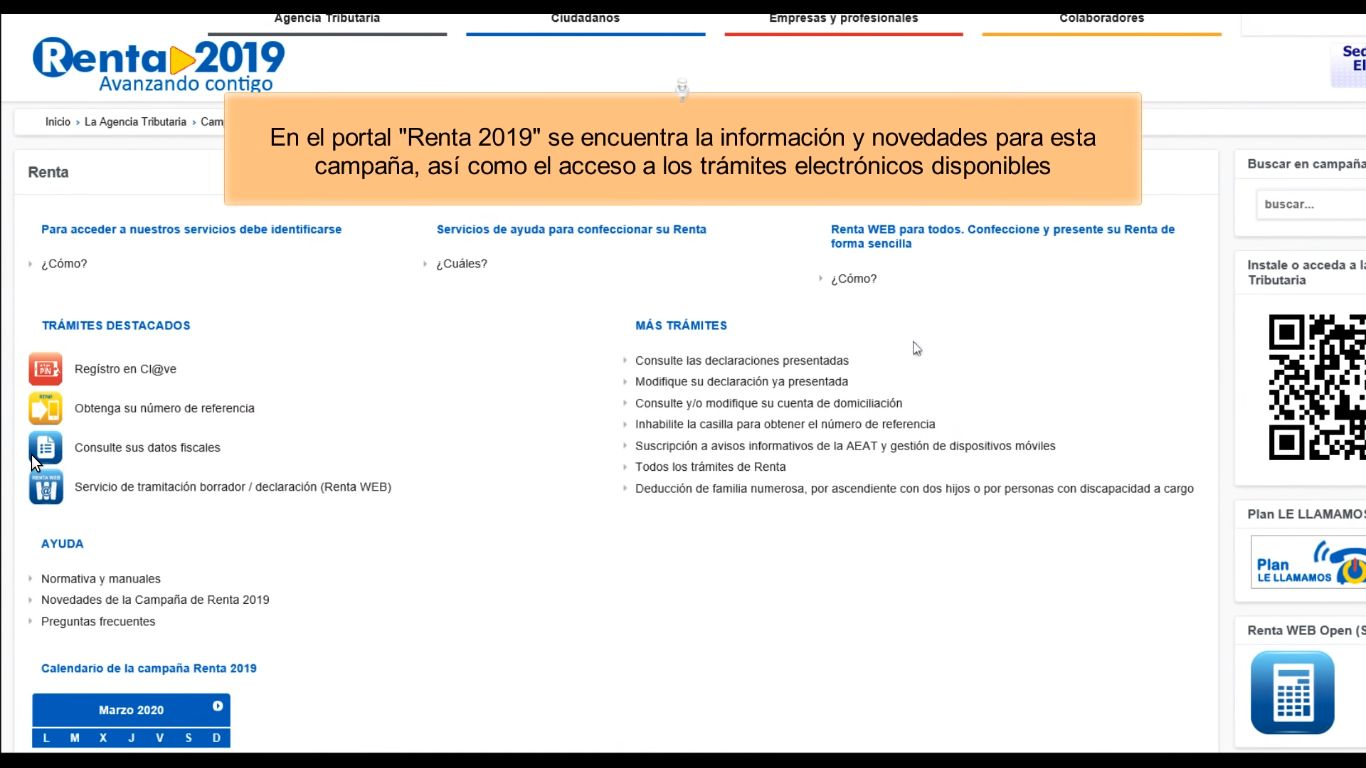 Agencia Tributaria
Ciudadanos
Empresas y profesionales
Colaboradores
Renta 2019
Avanzando contigo
Sed
El
Inicio › La Agencia Tributaria › Cam
En el portal "Renta 2019" se encuentra la información y novedades para esta
campaña, así como el acceso a los trámites electrónicos disponibles
Renta
Para acceder a nuestros servicios debe identificarse
¿Cómo?
Servicios de ayuda para confeccionar su Renta
¿Cuáles?
Renta WEB para todos. Confeccione y presente su Renta de
forma sencilla
¿Cómo?
TRÁMITES DESTACADOS
PIN
Registro en Cl@ve
Obtenga su número de referencia
Consulte sus datos fiscales
RENTA WEB
Servicio de tramitación borrador / declaración (Renta WEB)
MÁS TRÁMITES
Consulte las declaraciones presentadas
Modifique su declaración ya presentada
Consulte y/o modifique su cuenta de domiciliación
Inhabilite la casilla para obtener el número de referencia
Suscripción a avisos informativos de la AEAT y gestión de dispositivos móviles
Todos los trámites de Renta
Deducción de familia numerosa, por ascendiente con dos hijos o por personas con discapacidad a cargo
AYUDA
Normativa y manuales
Novedades de la Campaña de Renta 2019
Preguntas frecuentes
Calendario de la campaña Renta 2019
Marzo 2020
L M X J V S D
Buscar en campaña
buscar...
Instale o acceda a la
Tributaria
Plan LE LLAMAMOS
Plan
LE LLAMAMOS
Renta WEB Open (S